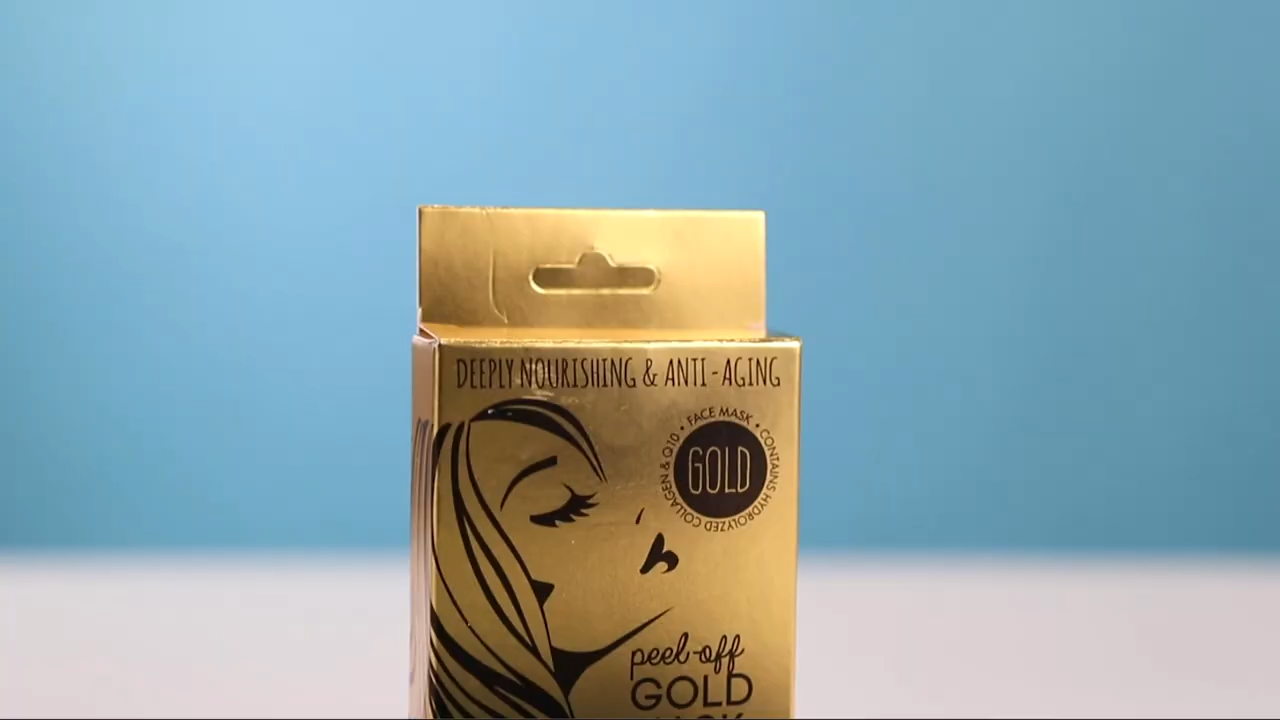 DEEPLY NOURISHING & ANTI-AGING
• FACE MASK • CONTAINS HYDROLYZED COLLAGEN & Q10
GOLD
peel-off
GOLD